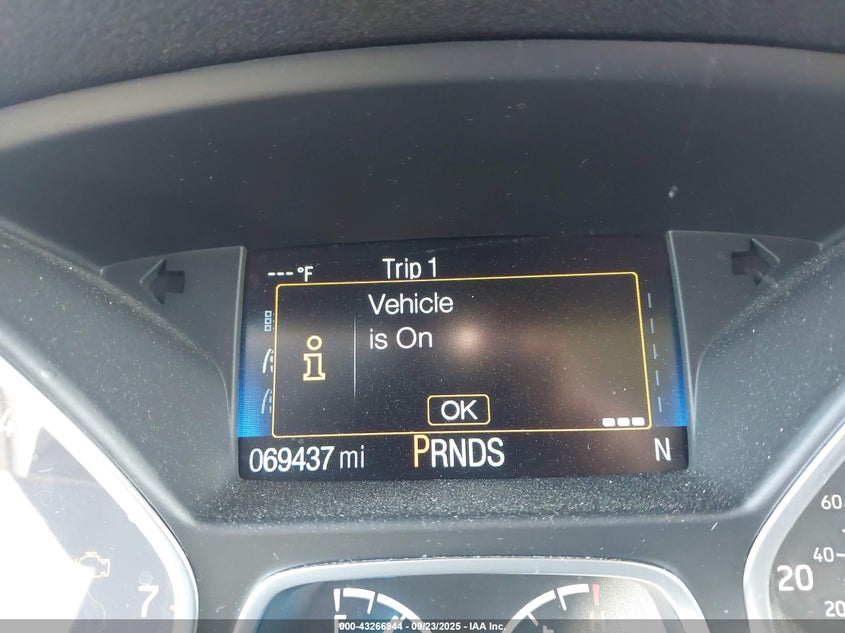 ---°F Trip 1
Vehicle
is On
OK
069437 mi PRNDS N
60
40
20
20
7
000-43266944 - 09/23/2025 - IAA Inc.